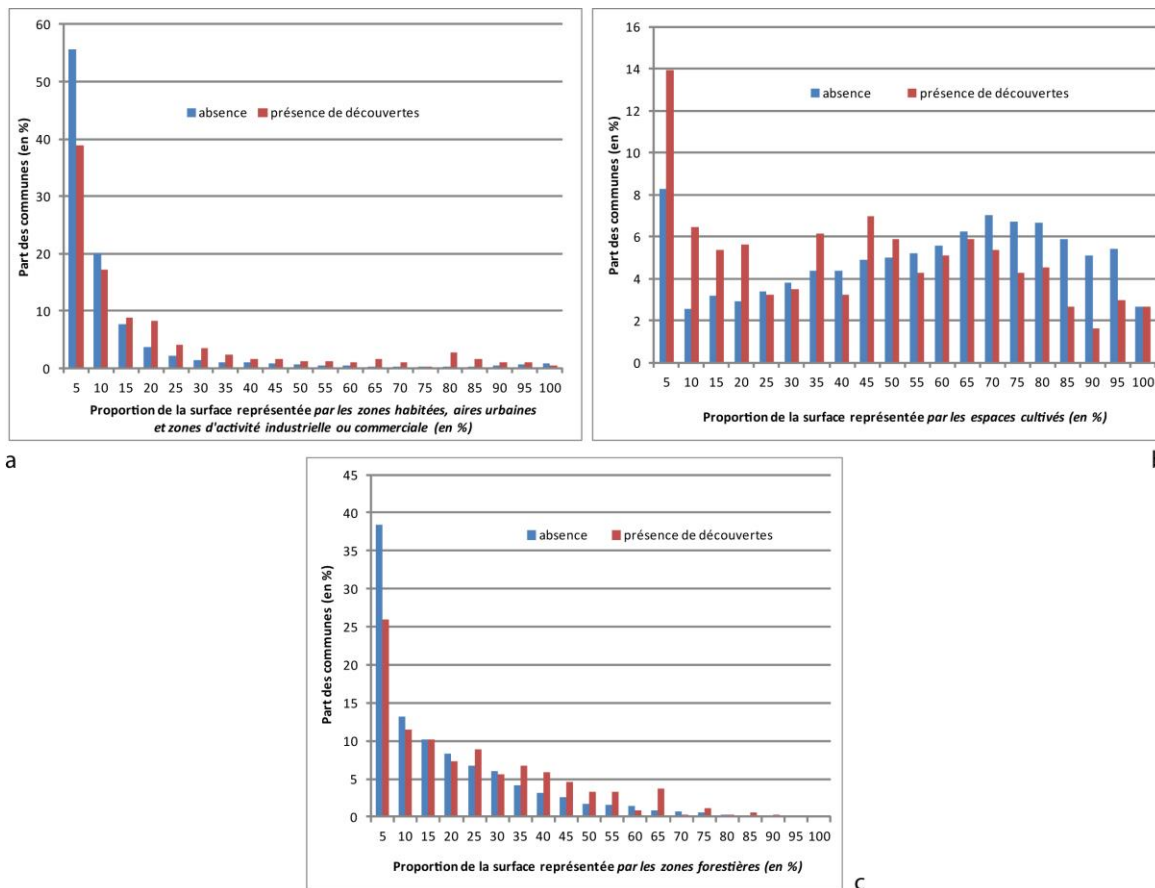 60
50
40
30
20
10
0
Part des communes (en %)
absence présence de découvertes
5 10 15 20 25 30 35 40 45 50 55 60 65 70 75 80 85 90 95 100
Proportion de la surface représentée par les zones habitées, aires urbaines
et zones d'activité industrielle ou commerciale (en %)
a
16
14
12
10
8
6
4
2
0
Part des communes (en %)
absence présence de découvertes
5 10 15 20 25 30 35 40 45 50 55 60 65 70 75 80 85 90 95 100
Proportion de la surface représentée par les espaces cultivés (en %)
45
40
35
30
25
20
15
10
5
0
Part des communes (en %)
absence présence de découvertes
5 10 15 20 25 30 35 40 45 50 55 60 65 70 75 80 85 90 95 100
Proportion de la surface représentée par les zones forestières (en %)